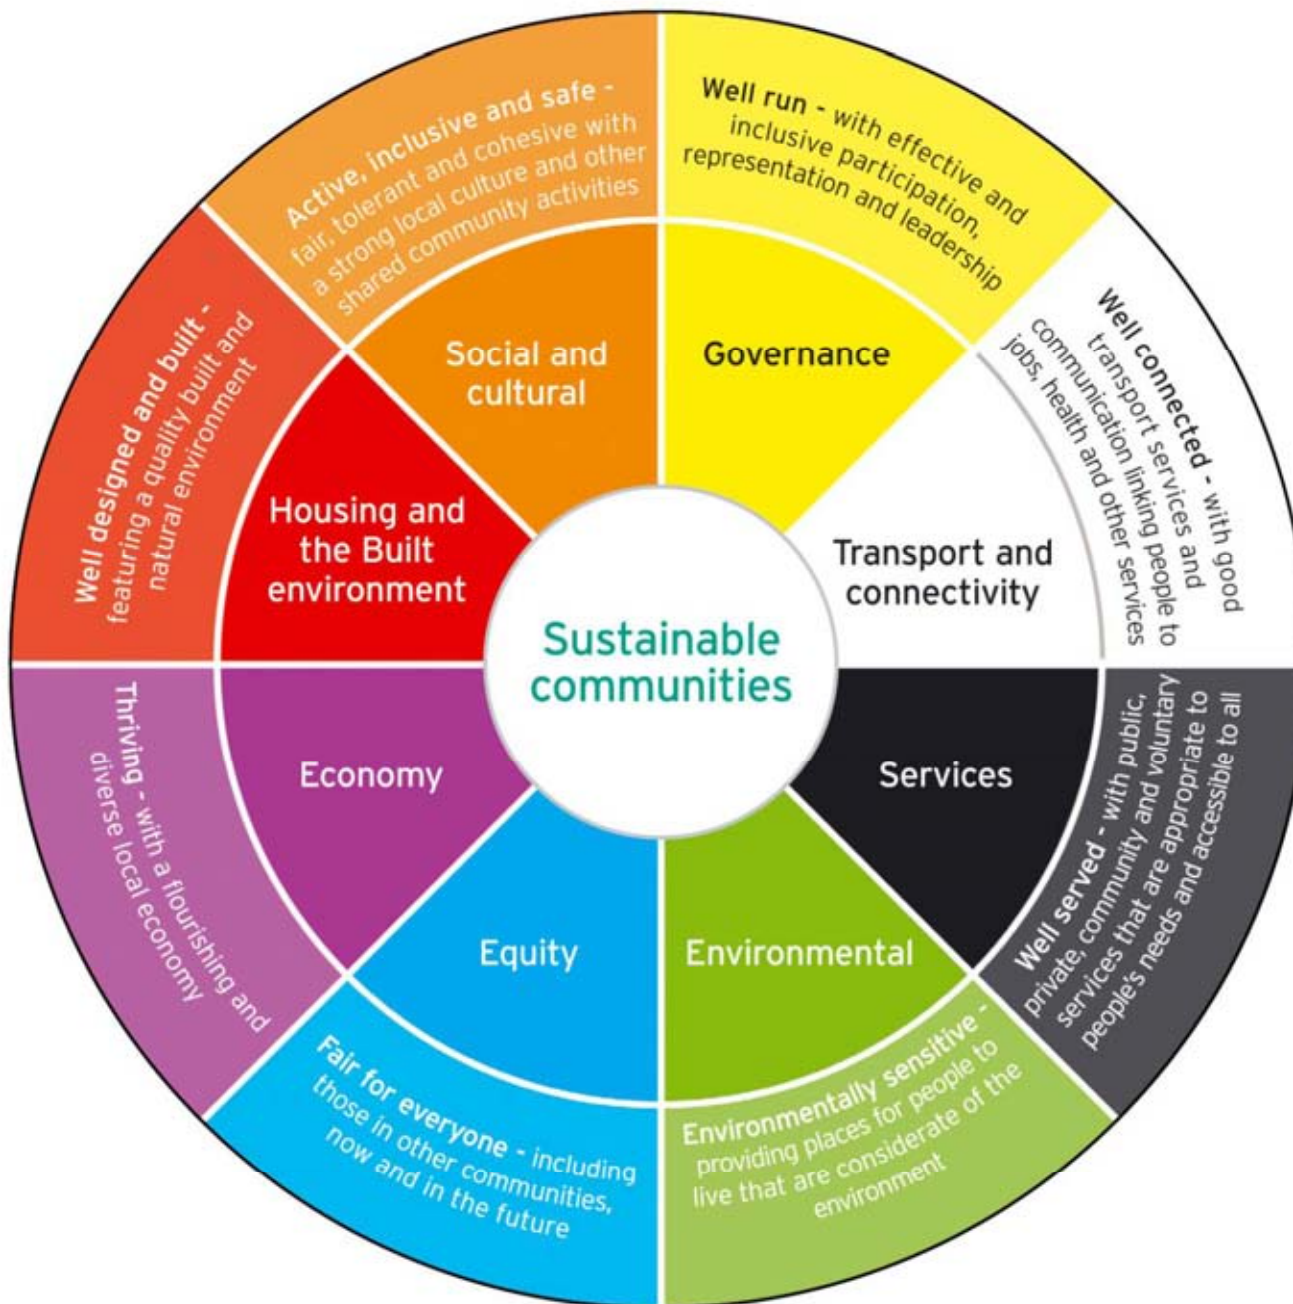 Sustainable
communities
Governance
Well run - with effective and
inclusive participation,
representation and leadership
Transport and
connectivity
Well connected - with good
transport services and
communication linking people to
jobs, health and other services
Services
Well served - with public,
private, community and voluntary
services that are appropriate to
people's needs and accessible to all
Environmental
Environmentally sensitive -
providing places for people to
live that are considerate of the
environment
Equity
Fair for everyone - including
those in other communities,
now and in the future
Economy
Thriving - with a flourishing and
diverse local economy
Housing and
the Built
environment
Well designed and built -
featuring a quality built and
natural environment
Social and
cultural
Active, inclusive and safe -
fair, tolerant and cohesive with
a strong local culture and other
shared community activities